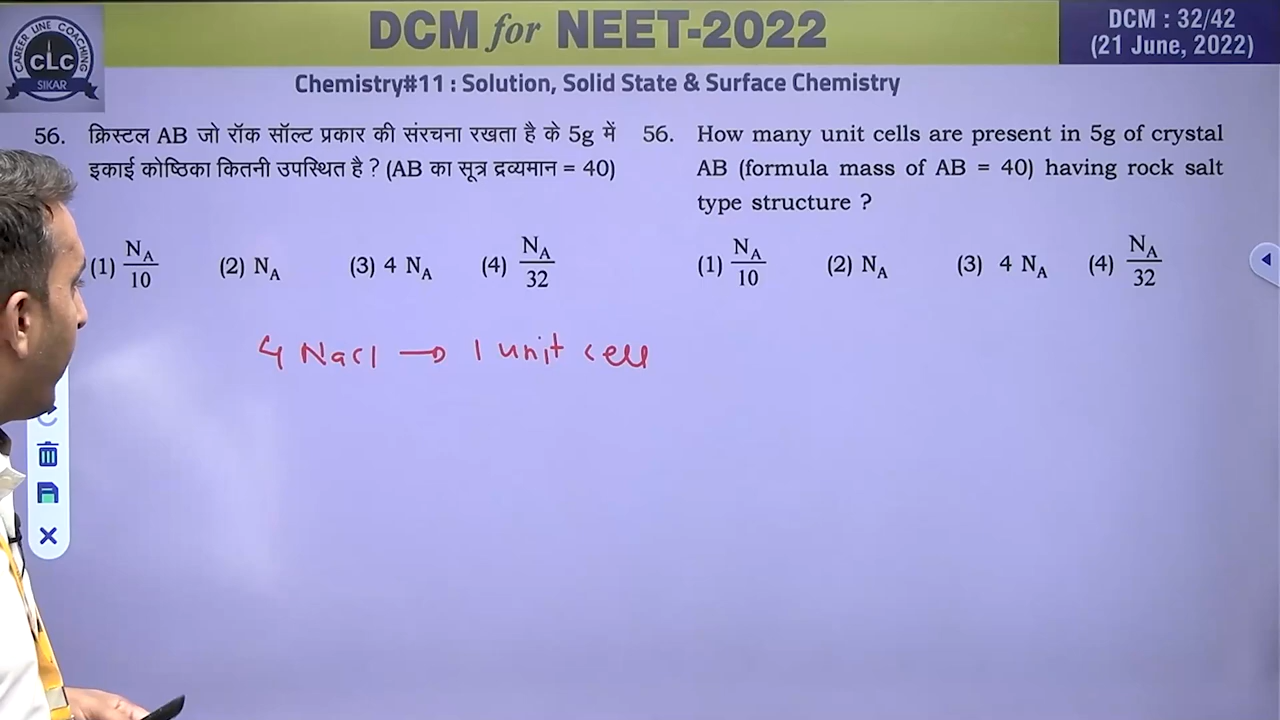 CAREER LINE COACHING
CLC
SIKAR
DCM for NEET-2022
DCM : 32/42
(21 June, 2022)
Chemistry#11 : Solution, Solid State & Surface Chemistry
56. क्रिस्टल AB जो रॉक सॉल्ट प्रकार की संरचना रखता है के 5g में
इकाई कोष्ठिका कितनी उपस्थित है ? (AB का सूत्र द्रव्यमान = 40)
(1) N_A/10 (2) N_A (3) 4 N_A (4) N_A/32
56. How many unit cells are present in 5g of crystal
AB (formula mass of AB = 40) having rock salt
type structure ?
(1) N_A/10 (2) N_A (3) 4 N_A (4) N_A/32
4 NaCl → 1 unit cell